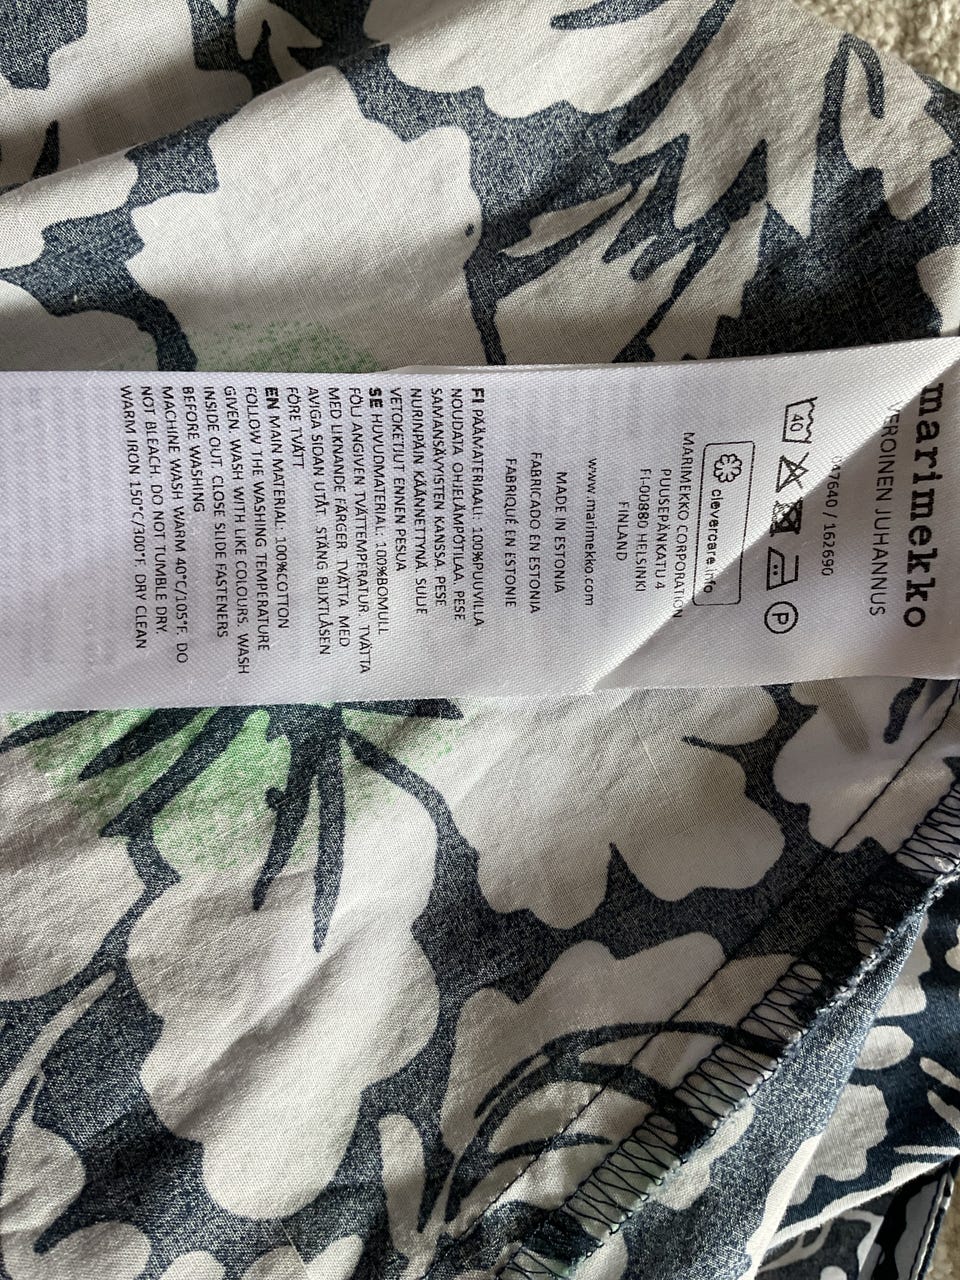 marimekko
VEROINEN JUHANNUS
047640 / 162690
40
P
clevercare.info
MARIMEKKO CORPORATION
PUUSEPÄNKATU 4
FI-00880 HELSINKI
FINLAND
www.marimekko.com
MADE IN ESTONIA
FABRICADO EN ESTONIA
FABRIQUÉ EN ESTONIE
FI PÄÄMATERIAALI: 100%PUUVILLA
NOUDATA OHJELÄMPÖTILAA. PESE
SAMANSÄVYISTEN KANSSA. PESE
NURINPÄIN KÄÄNNETTYNÄ. SULJE
VETOKETJUT ENNEN PESUA
SE HUVUDMATERIAL: 100%BOMULL
FÖLJ ANGIVEN TVÄTTEMPERATUR. TVÄTTA
MED LIKNANDE FÄRGER. TVÄTTA MED
AVIGA SIDAN UTÅT. STÄNG BLIXTLÅSEN
FÖRE TVÄTT
EN MAIN MATERIAL: 100%COTTON
FOLLOW THE WASHING TEMPERATURE
GIVEN. WASH WITH LIKE COLOURS. WASH
INSIDE OUT. CLOSE SLIDE FASTENERS
BEFORE WASHING
MACHINE WASH WARM 40°C/105°F. DO
NOT BLEACH. DO NOT TUMBLE DRY.
WARM IRON 150°C/300°F. DRY CLEAN